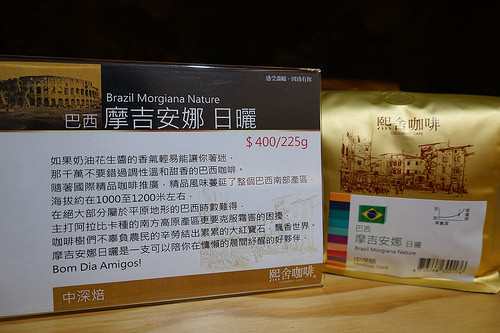 Brazil Morgiana Nature
巴西 摩吉安娜 日曬
$ 400/225g
如果奶油花生醬的香氣輕易能讓你著迷，
那千萬不要錯過調性溫和甜香的巴西咖啡。
隨著國際精品咖啡推廣，精品風味蔓延了整個巴西南部產區，
海拔約在1000至1200米左右，
在絕大部分屬於平原地形的巴西時數難得，
主打阿拉比卡種的南方高原產區更要克服霜害的困擾，
咖啡樹們不辜負農民的辛勞結出累累的大紅寶石，飄香世界，
摩吉安娜日曬是一支可以陪你在慵懶的晨間紓醒的好夥伴，
Bom Dia Amigos!
熙舍咖啡
中深焙
熙舍咖啡
巴西
摩吉安娜 日曬
Brazil Morgiana Nature
中深焙